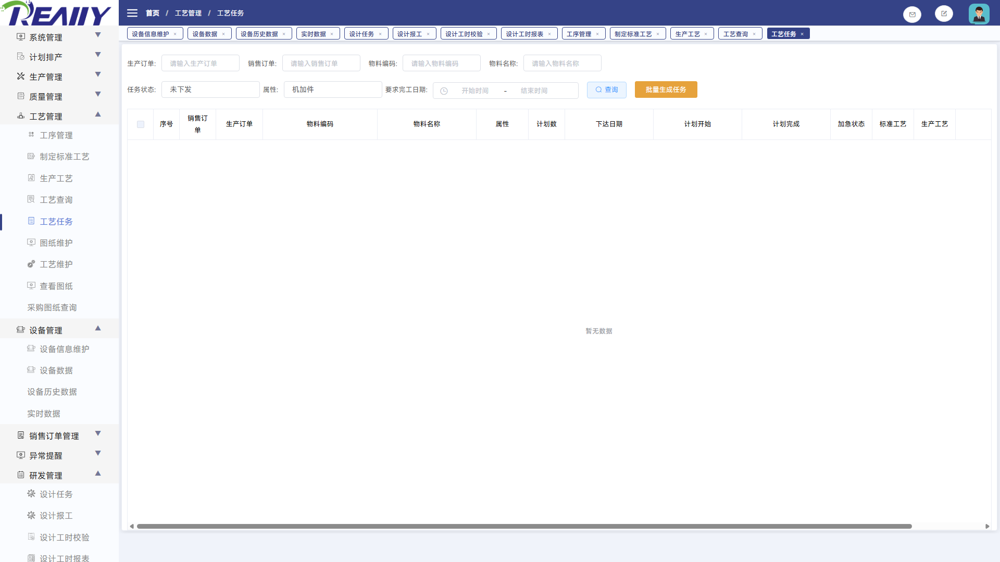 REALLY
首页 / 工艺管理 / 工艺任务
设备信息维护 × 设备数据 × 设备历史数据 × 实时数据 × 设计任务 × 设计报工 × 设计工时校验 × 设计工时报表 × 工序管理 × 制定标准工艺 × 生产工艺 × 工艺查询 × 工艺任务 ×
系统管理
计划排产
生产管理
质量管理
工艺管理
工序管理
制定标准工艺
生产工艺
工艺查询
工艺任务
图纸维护
工艺维护
查看图纸
采购图纸查询
设备管理
设备信息维护
设备数据
设备历史数据
实时数据
销售订单管理
异常提醒
研发管理
设计任务
设计报工
设计工时校验
设计工时报表
生产订单: 请输入生产订单 销售订单: 请输入销售订单 物料编码: 请输入物料编码 物料名称: 请输入物料名称
任务状态: 未下发 属性: 机加件 要求完工日期: 开始时间 - 结束时间 查询 批量生成任务
序号 销售订单 生产订单 物料编码 物料名称 属性 计划数 下达日期 计划开始 计划完成 加急状态 标准工艺 生产工艺
暂无数据